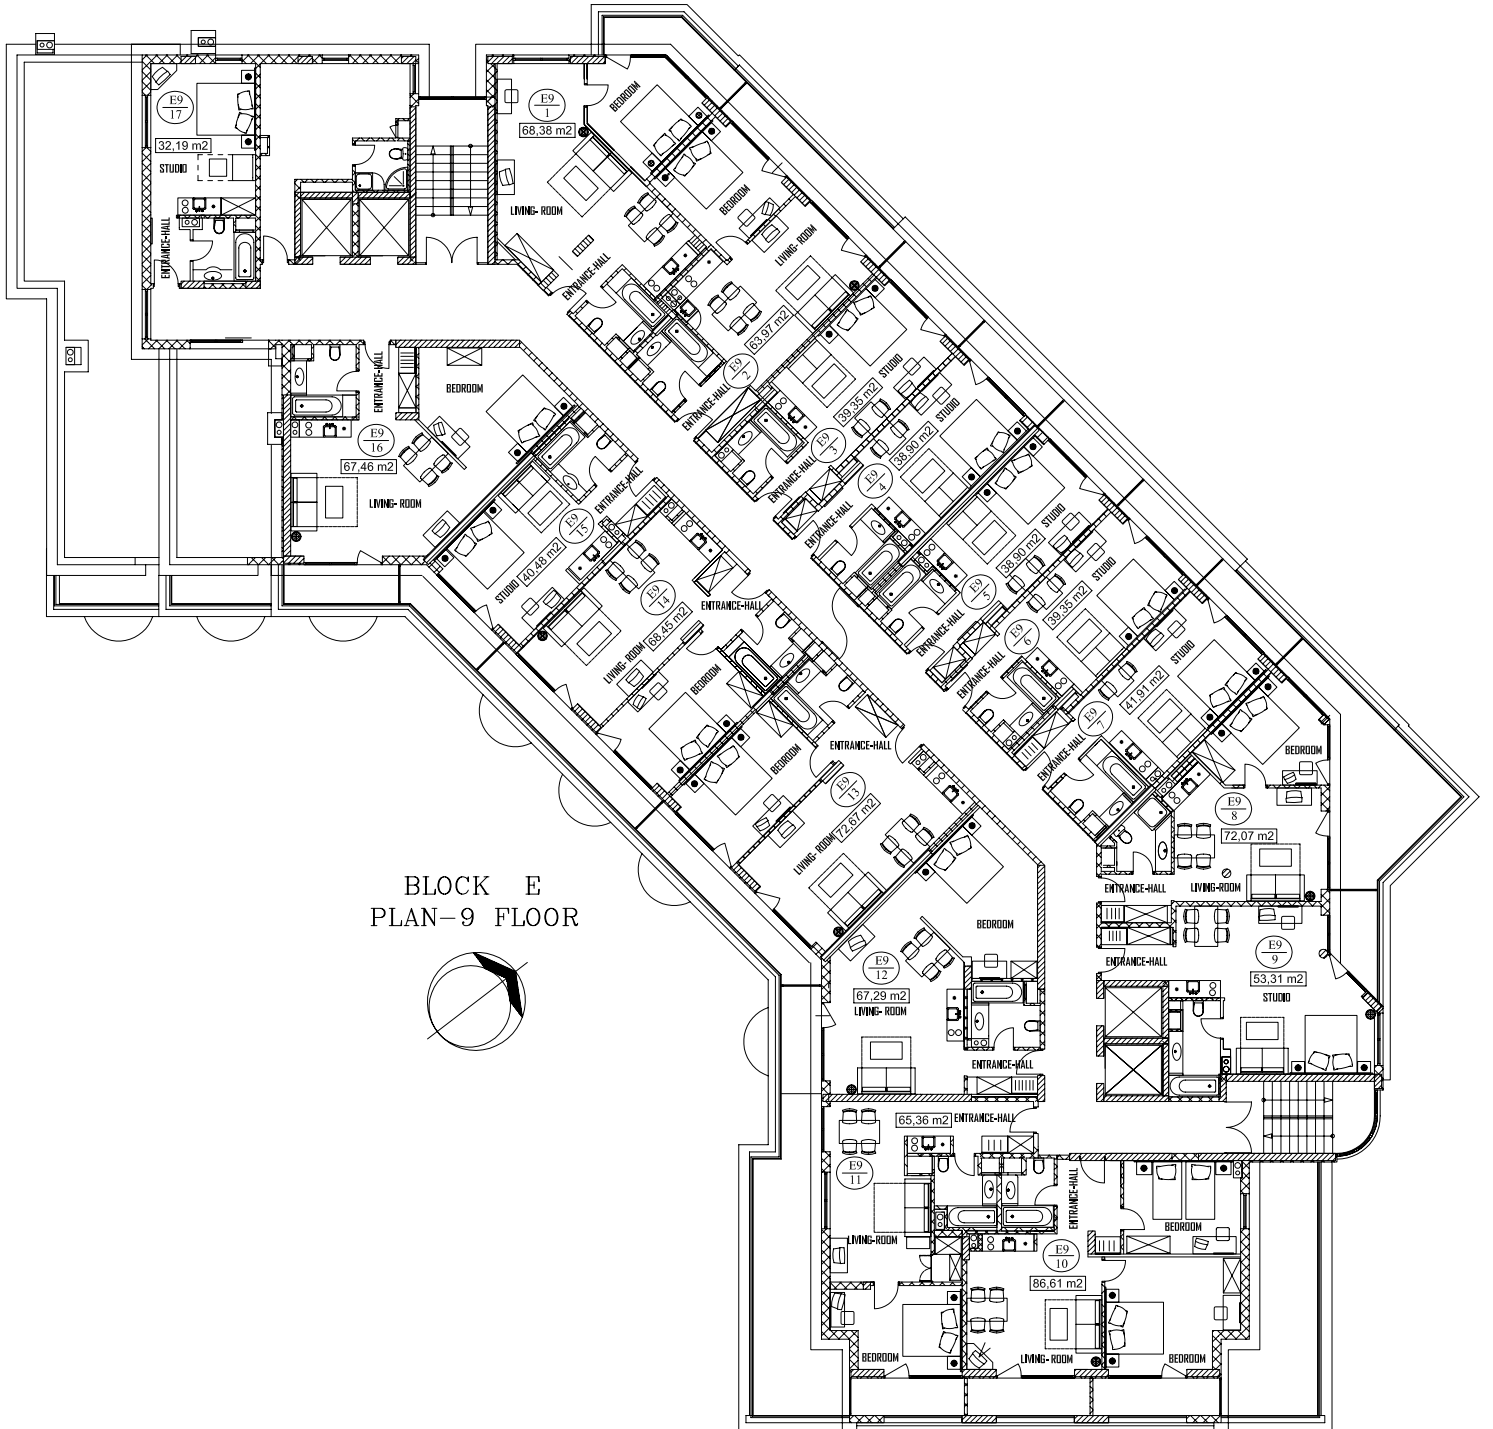 E9
17
32,19 m2
STUDIO
ENTRANCE-HALL
E9
1
68,38 m2
BEDROOM
LIVING- ROOM
ENTRANCE-HALL
BEDROOM
LIVING- ROOM
63,97 m2
E9
2
ENTRANCE-HALL
STUDIO
39,35 m2
E9
3
ENTRANCE-HALL
STUDIO
38,90 m2
E9
4
ENTRANCE-HALL
STUDIO
38,90 m2
E9
5
ENTRANCE-HALL
STUDIO
39,35 m2
E9
6
ENTRANCE-HALL
STUDIO
41,91 m2
E9
7
ENTRANCE-HALL
BEDROOM
E9
8
72,07 m2
LIVING-ROOM
ENTRANCE-HALL
E9
9
53,31 m2
STUDIO
ENTRANCE-HALL
ENTRANCE-HALL
BEDROOM
E9
16
67,46 m2
LIVING- ROOM
ENTRANCE-HALL
E9
15
40,48 m2
STUDIO
E9
14
68,45 m2
ENTRANCE-HALL
LIVING- ROOM
BEDROOM
BEDROOM
ENTRANCE-HALL
E9
13
72,67 m2
LIVING- ROOM
BEDROOM
E9
12
67,29 m2
LIVING- ROOM
ENTRANCE-HALL
65,36 m2
ENTRANCE-HALL
E9
11
LIVING-ROOM
BEDROOM
ENTRANCE-HALL
BEDROOM
E9
10
86,61 m2
LIVING- ROOM
BEDROOM
BLOCK E
PLAN-9 FLOOR